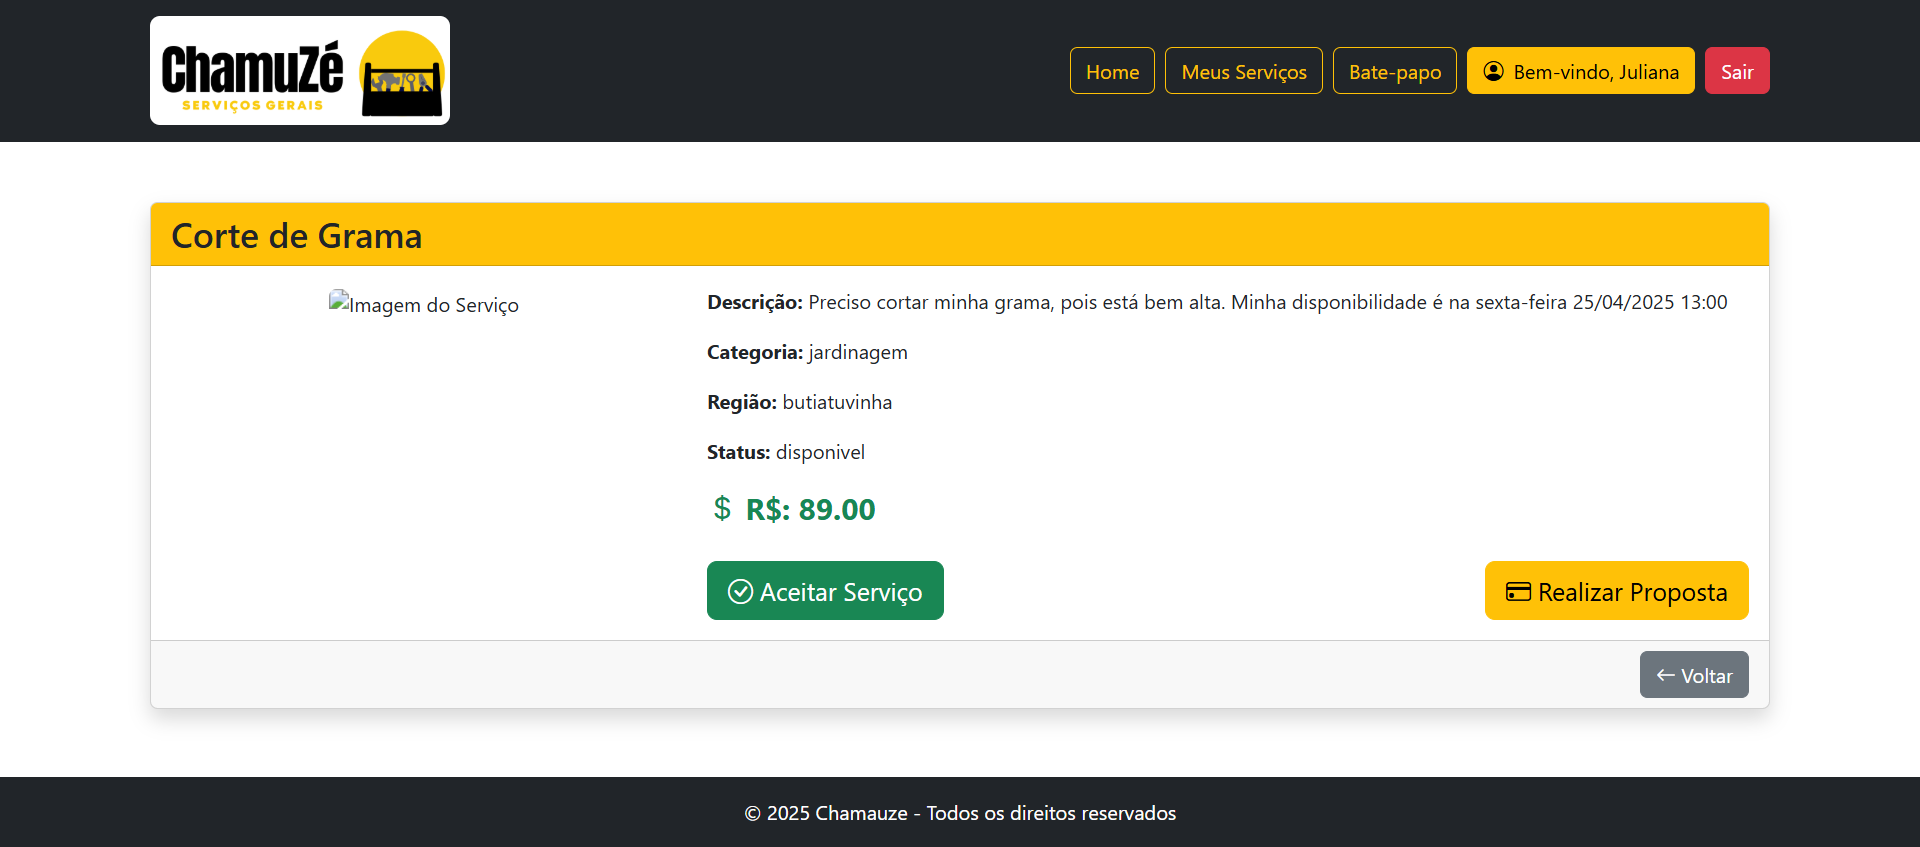 ChamuZé
SERVIÇOS GERAIS
Home
Meus Serviços
Bate-papo
Bem-vindo, Juliana
Sair
Corte de Grama
Imagem do Serviço
Descrição: Preciso cortar minha grama, pois está bem alta. Minha disponibilidade é na sexta-feira 25/04/2025 13:00
Categoria: jardinagem
Região: butiatuvinha
Status: disponivel
$ R$: 89.00
Aceitar Serviço
Realizar Proposta
← Voltar
© 2025 Chamauze - Todos os direitos reservados